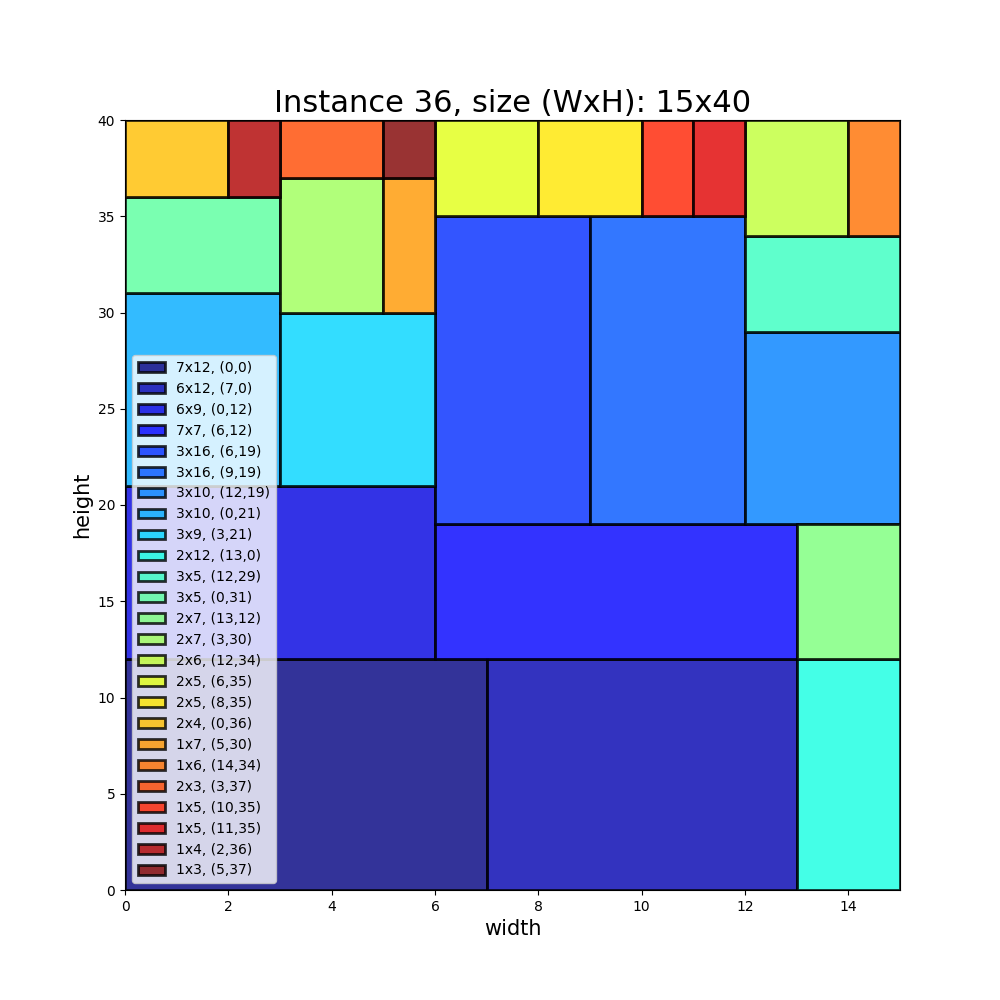 Instance 36, size (WxH): 15x40
40
35
30
25
20
15
10
5
0
height
7x12, (0,0)
6x12, (7,0)
6x9, (0,12)
7x7, (6,12)
3x16, (6,19)
3x16, (9,19)
3x10, (12,19)
3x10, (0,21)
3x9, (3,21)
2x12, (13,0)
3x5, (12,29)
3x5, (0,31)
2x7, (13,12)
2x7, (3,30)
2x6, (12,34)
2x5, (6,35)
2x5, (8,35)
2x4, (0,36)
1x7, (5,30)
1x6, (14,34)
2x3, (3,37)
1x5, (10,35)
1x5, (11,35)
1x4, (2,36)
1x3, (5,37)
0 2 4 6 8 10 12 14
width